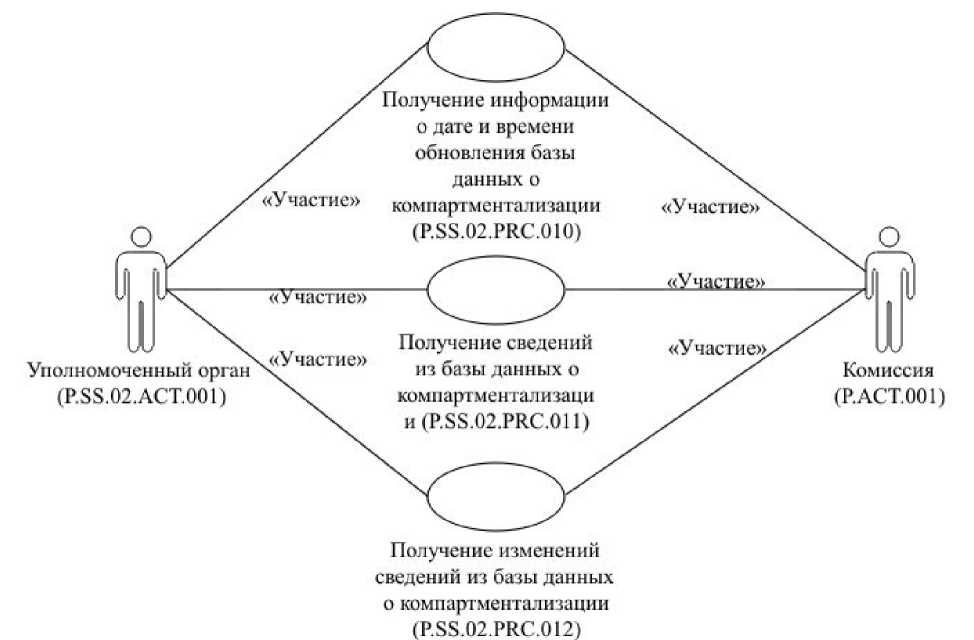 Получение информации
о дате и времени
обновления базы
данных о
компартментализации
(P.SS.02.PRC.010)
«Участие»
«Участие»
«Участие»
«Участие»
Получение сведений
из базы данных о
компартментализаци
и (P.SS.02.PRC.011)
«Участие»
«Участие»
Уполномоченный орган
(P.SS.02.ACT.001)
Комиссия
(P.ACT.001)
Получение изменений
сведений из базы данных
о компартментализации
(P.SS.02.PRC.012)